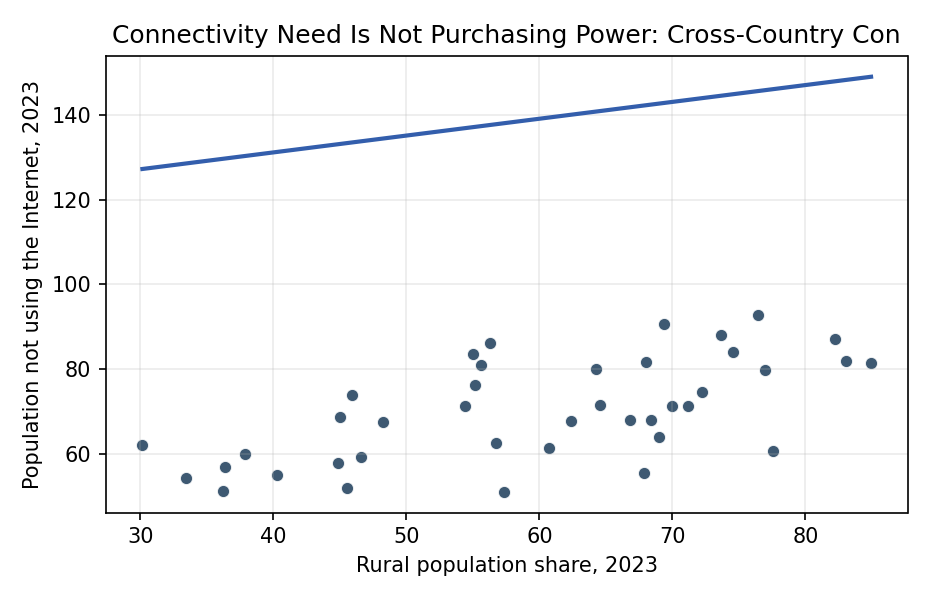 Connectivity Need Is Not Purchasing Power: Cross-Country Con
Population not using the Internet, 2023
140
120
100
80
60
30 40 50 60 70 80
Rural population share, 2023